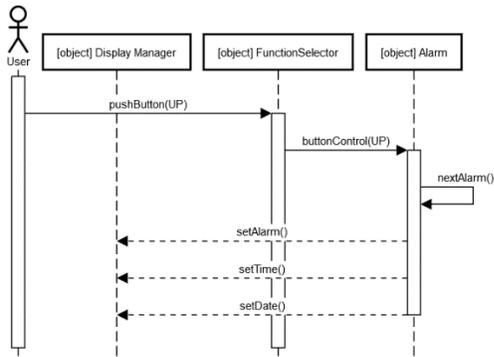 User
[object] Display Manager
[object] FunctionSelector
[object] Alarm
pushButton(UP)
buttonControl(UP)
nextAlarm()
setAlarm()
setTime()
setDate()